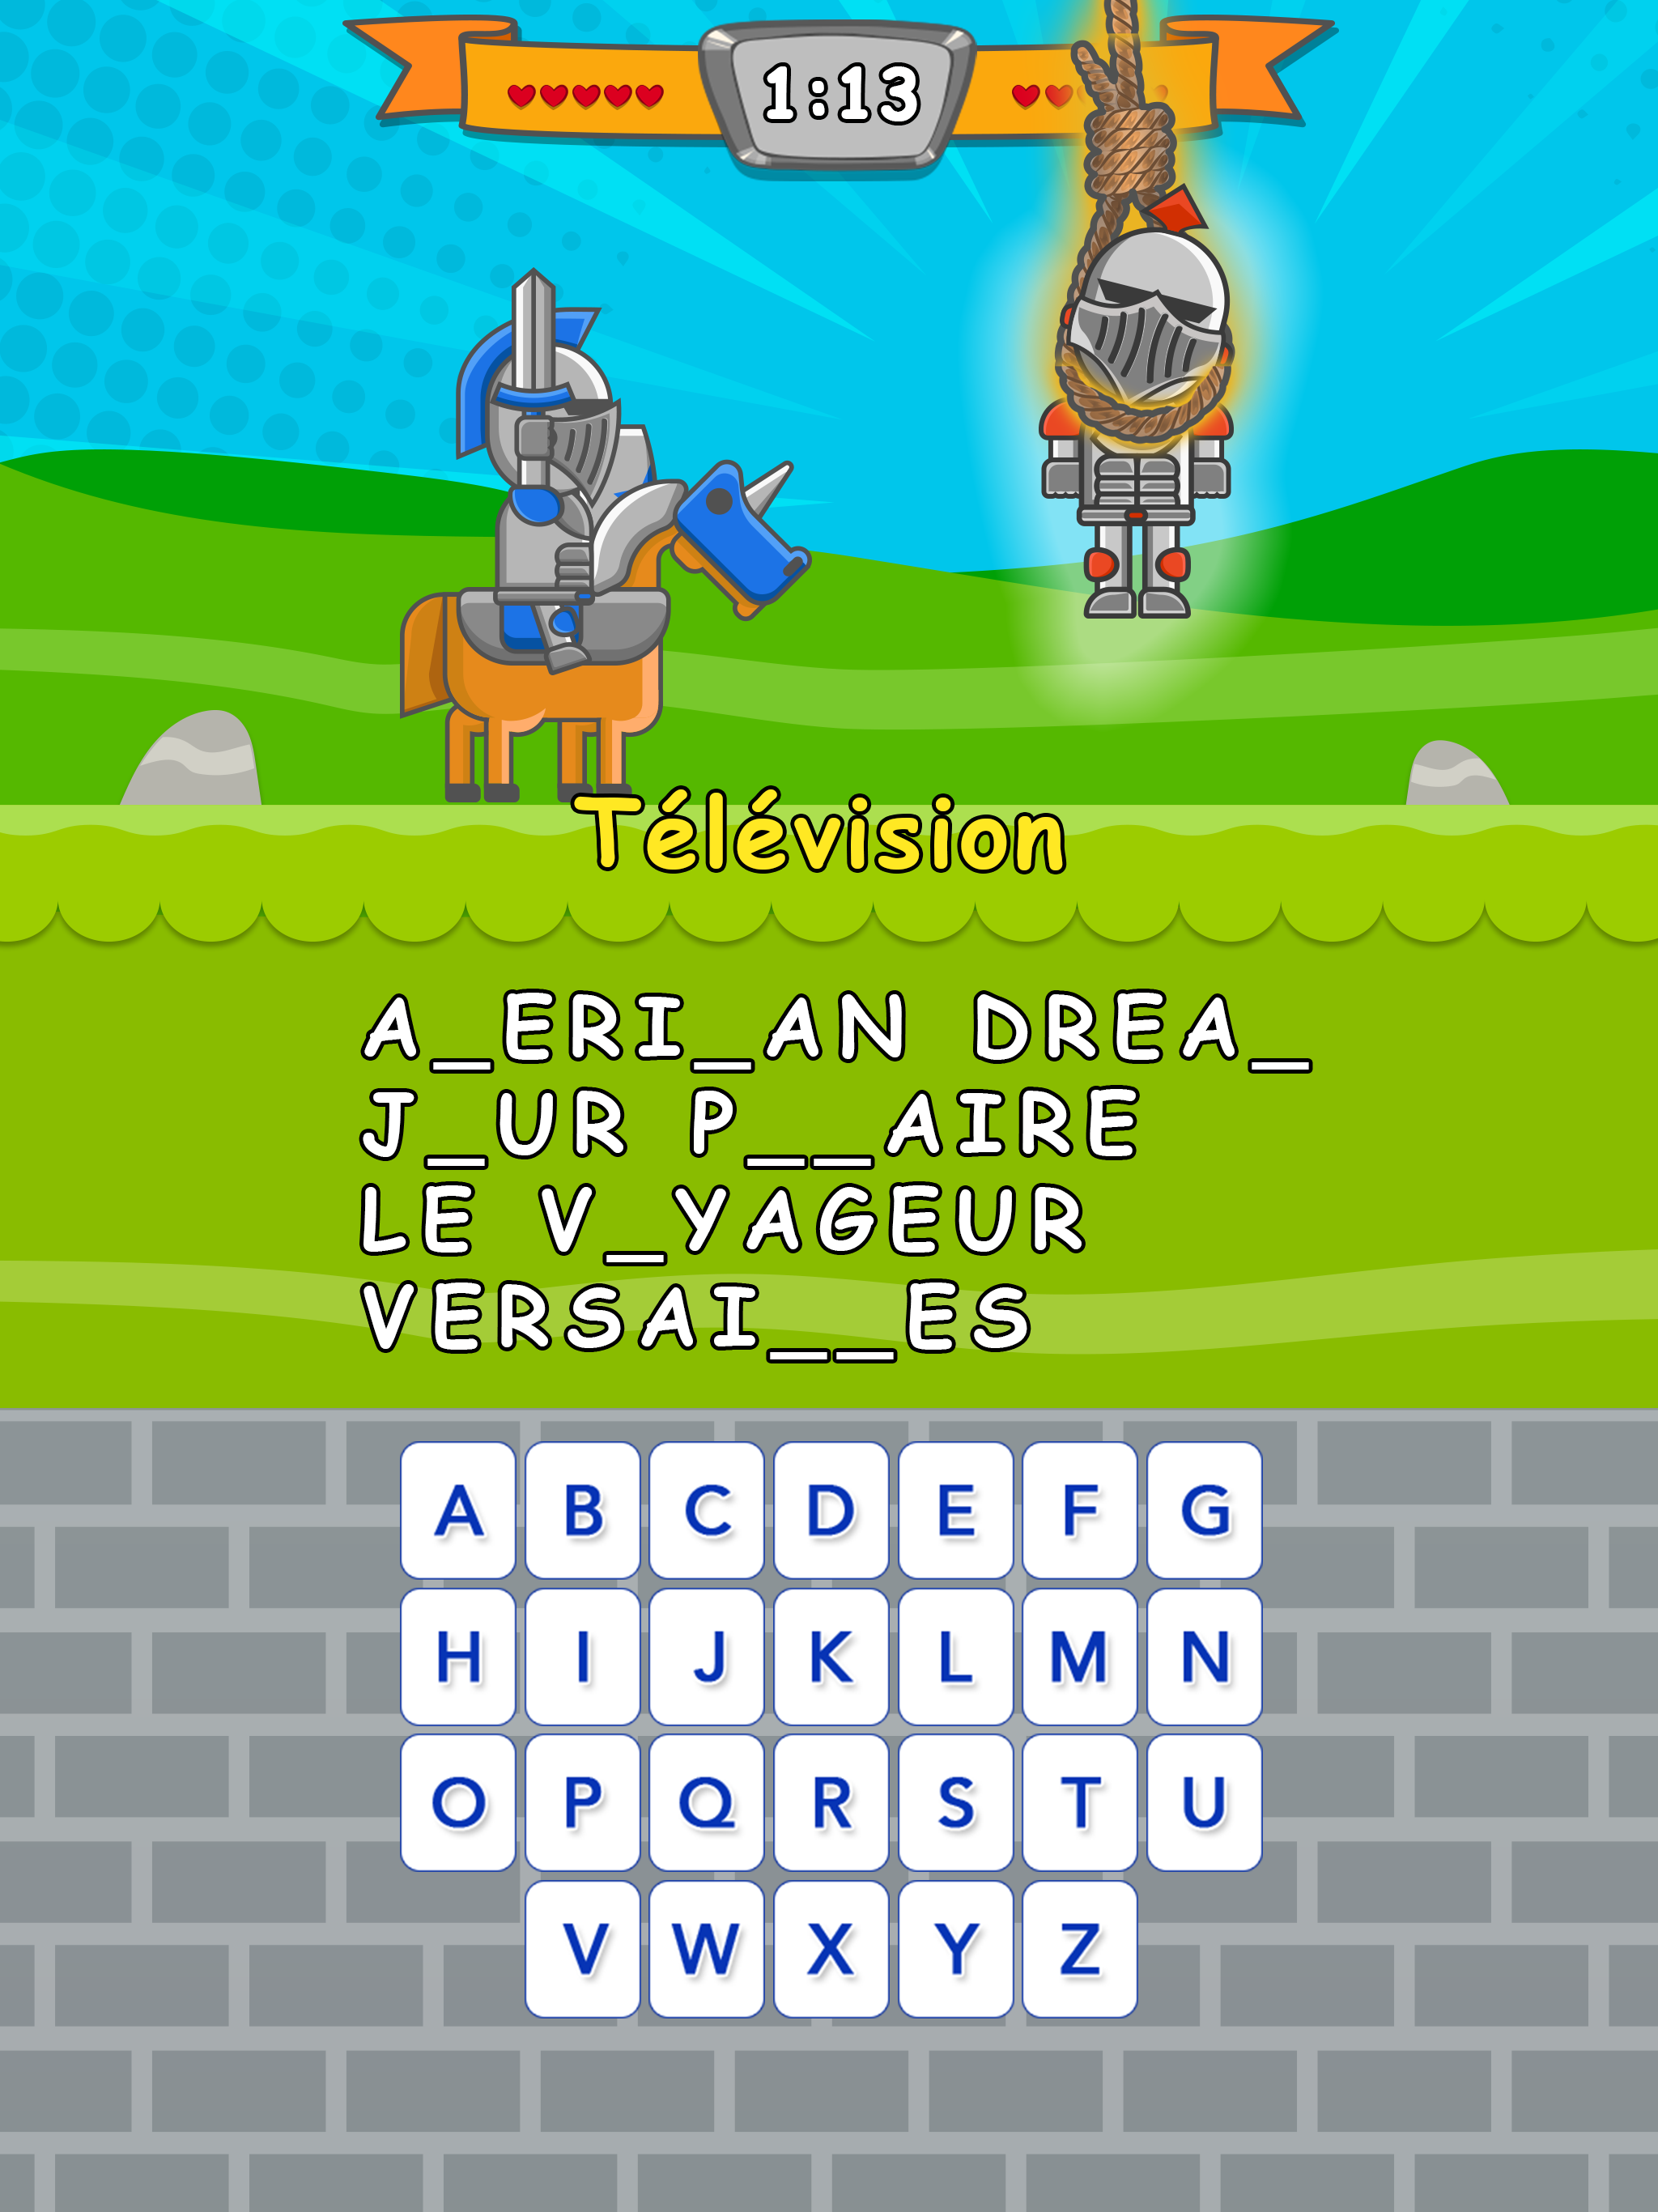 1:13
Télévision
A_ERI_AN DREA_
J_UR P__AIRE
LE V_YAGEUR
VERSAI__ES
A B C D E F G
H I J K L M N
O P Q R S T U
V W X Y Z